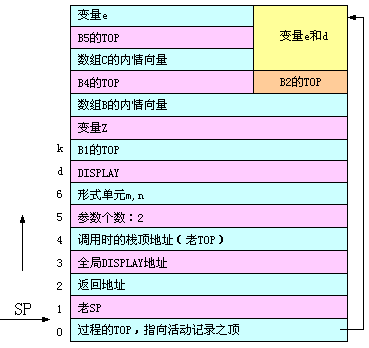 变量e
B5的TOP
变量e和d
数组C的内情向量
B4的TOP
B2的TOP
数组B的内情向量
变量Z
k B1的TOP
d DISPLAY
6 形式单元m,n
5 参数个数：2
4 调用时的栈顶地址（老TOP）
3 全局DISPLAY地址
2 返回地址
SP
1 老SP
0 过程的TOP，指向活动记录之顶